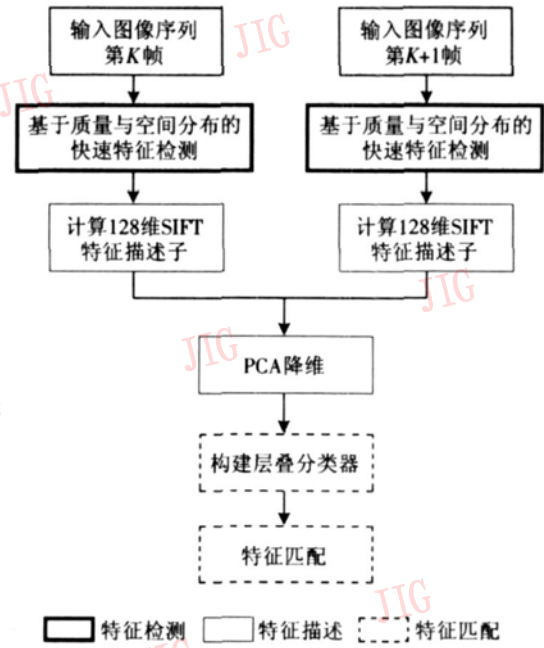 输入图像序列
第K帧
输入图像序列
第K+1帧
JIG
JIG
基于质量与空间分布的
快速特征检测
基于质量与空间分布的
快速特征检测
计算128维SIFT
特征描述子
计算128维SIFT
特征描述子
JIG
JIG
PCA降维
构建层叠分类器
特征匹配
JIG
特征检测
特征描述
特征匹配